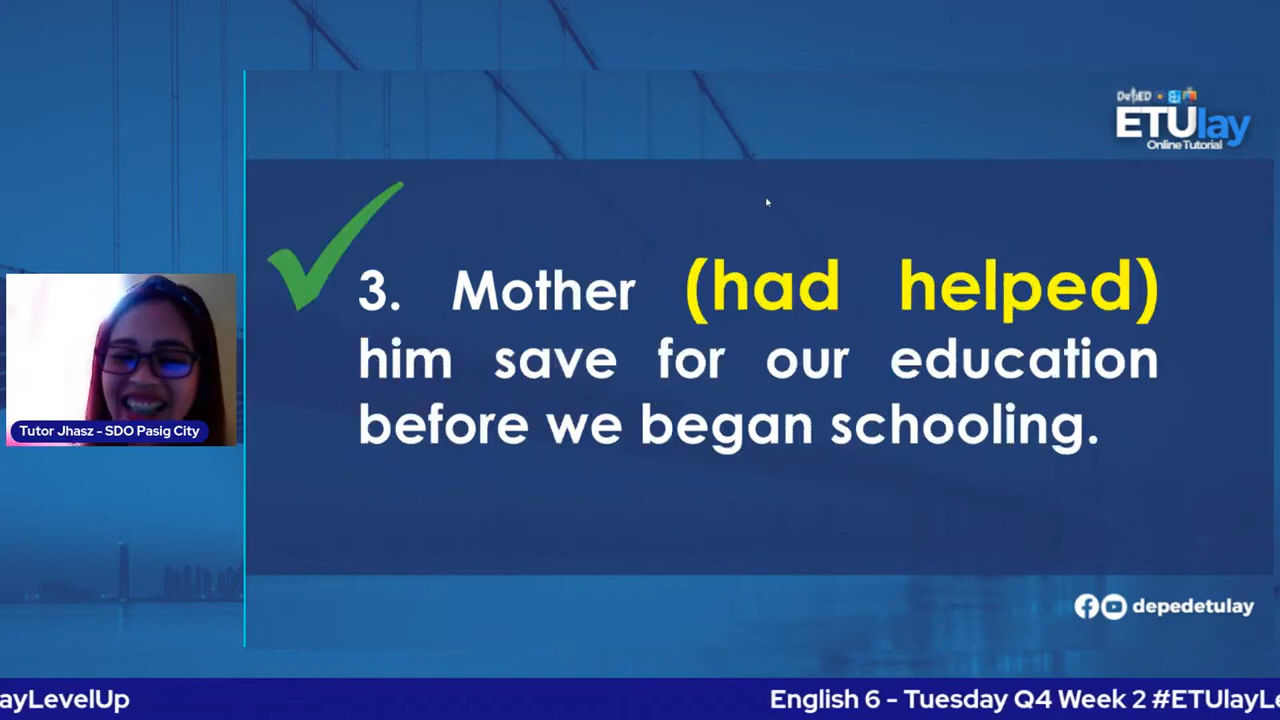 DepED
ETUlay
Online Tutorial
3. Mother (had helped)
him save for our education
before we began schooling.
Tutor Jhasz - SDO Pasig City
depedetulay
ayLevelUp
English 6 - Tuesday Q4 Week 2 #ETUlayLe